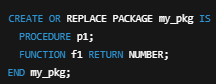 CREATE OR REPLACE PACKAGE my_pkg IS
  PROCEDURE p1;
  FUNCTION f1 RETURN NUMBER;
END my_pkg;